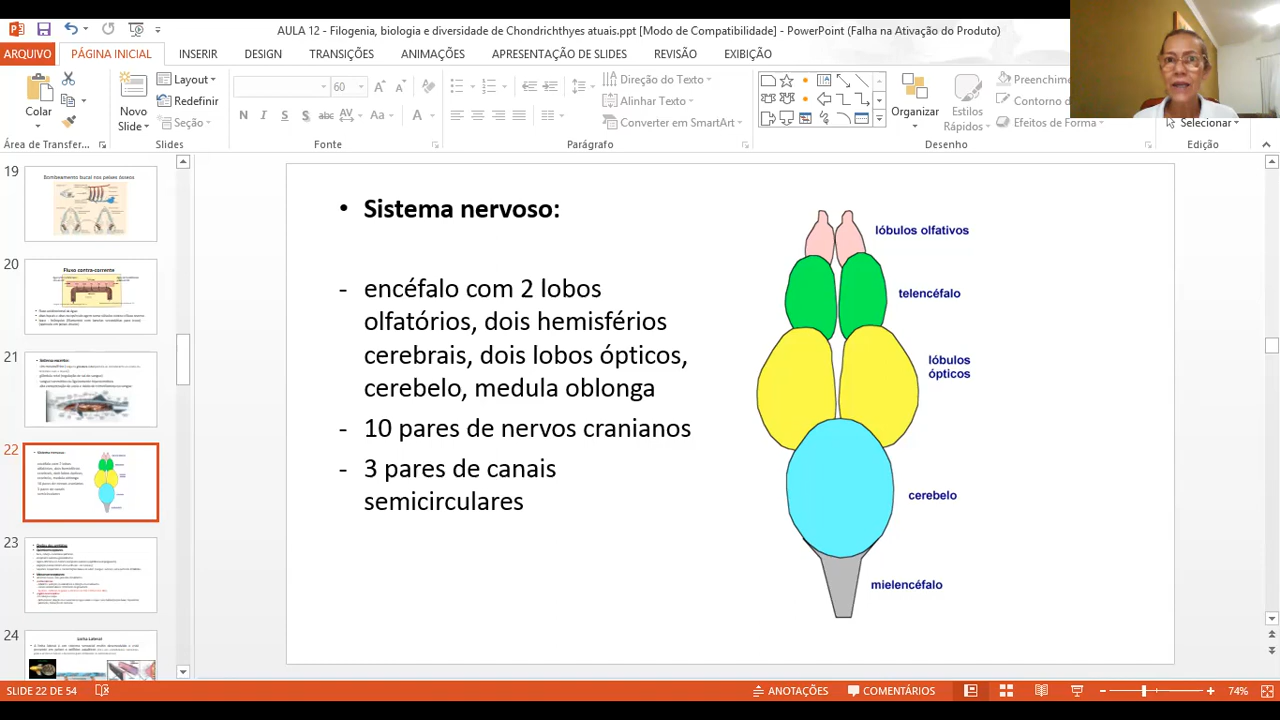 AULA 12 - Filogenia, biologia e diversidade de Chondrichthyes atuais.ppt [Modo de Compatibilidade] - PowerPoint (Falha na Ativação do Produto)
ARQUIVO PÁGINA INICIAL INSERIR DESIGN TRANSIÇÕES ANIMAÇÕES APRESENTAÇÃO DE SLIDES REVISÃO EXIBIÇÃO
Colar
Novo
Slide
Layout
Redefinir
Seção
60
N I S S abc AV Aa A
Direção do Texto
Alinhar Texto
Converter em SmartArt
Organizar
Estilos
Rápidos
Preenchim
Contorno d
Efeitos de Forma
Selecionar
Área de Transfer... Slides Fonte Parágrafo Desenho Edição
19
Bombeamento bucal nos peixes ósseos
20
Fluxo contra-corrente
21
22
23
24
Linha Lateral
• Sistema nervoso:
- encéfalo com 2 lobos
olfatórios, dois hemisférios
cerebrais, dois lobos ópticos,
cerebelo, medula oblonga
- 10 pares de nervos cranianos
- 3 pares de canais
semicirculares
lóbulos olfativos
telencéfalo
lóbulos
ópticos
cerebelo
mielencéfalo
SLIDE 22 DE 54 ANOTAÇÕES COMENTÁRIOS 74%